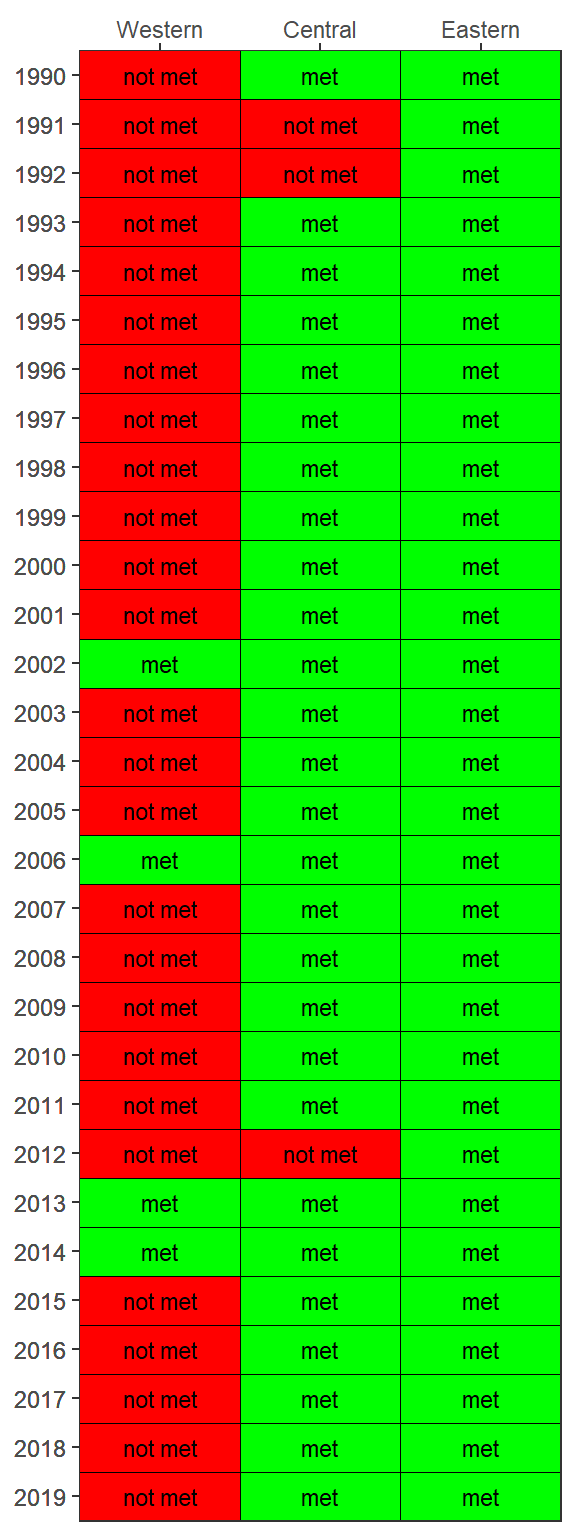 Western Central Eastern
1990 not met met met
1991 not met not met met
1992 not met not met met
1993 not met met met
1994 not met met met
1995 not met met met
1996 not met met met
1997 not met met met
1998 not met met met
1999 not met met met
2000 not met met met
2001 not met met met
2002 met met met
2003 not met met met
2004 not met met met
2005 not met met met
2006 met met met
2007 not met met met
2008 not met met met
2009 not met met met
2010 not met met met
2011 not met met met
2012 not met not met met
2013 met met met
2014 met met met
2015 not met met met
2016 not met met met
2017 not met met met
2018 not met met met
2019 not met met met